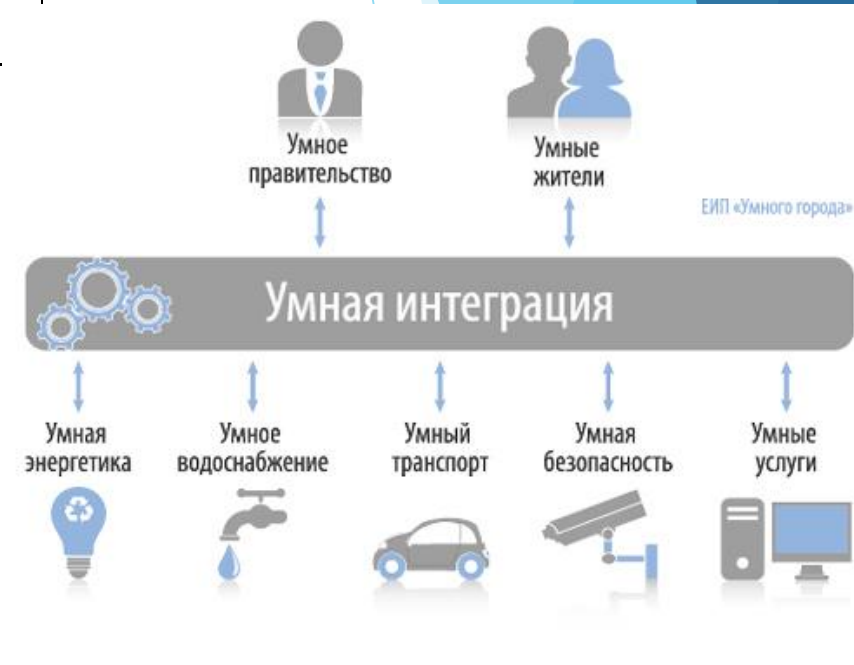 Умное
правительство
Умные
жители
ЕИП «Умного города»
Умная интеграция
Умная
энергетика
Умное
водоснабжение
Умный
транспорт
Умная
безопасность
Умные
услуги